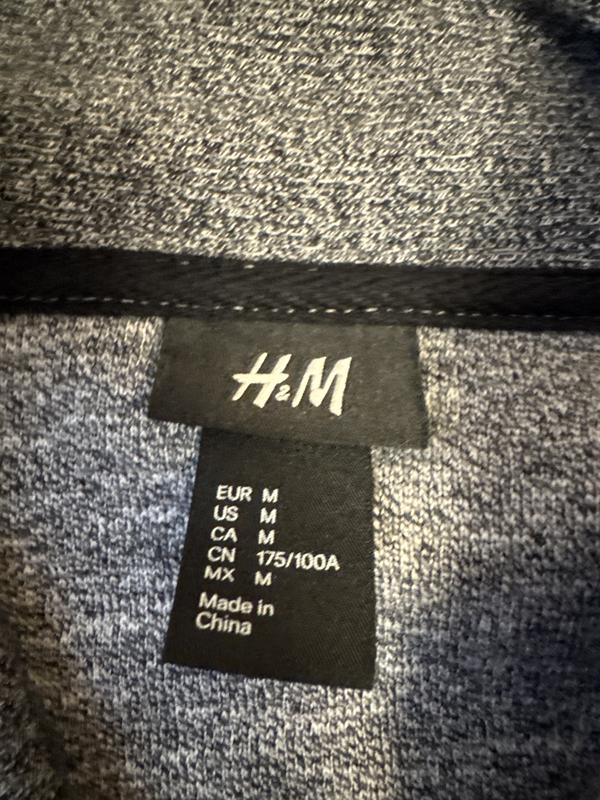 H&M
EUR M
US M
CA M
CN 175/100A
MX M
Made in
China